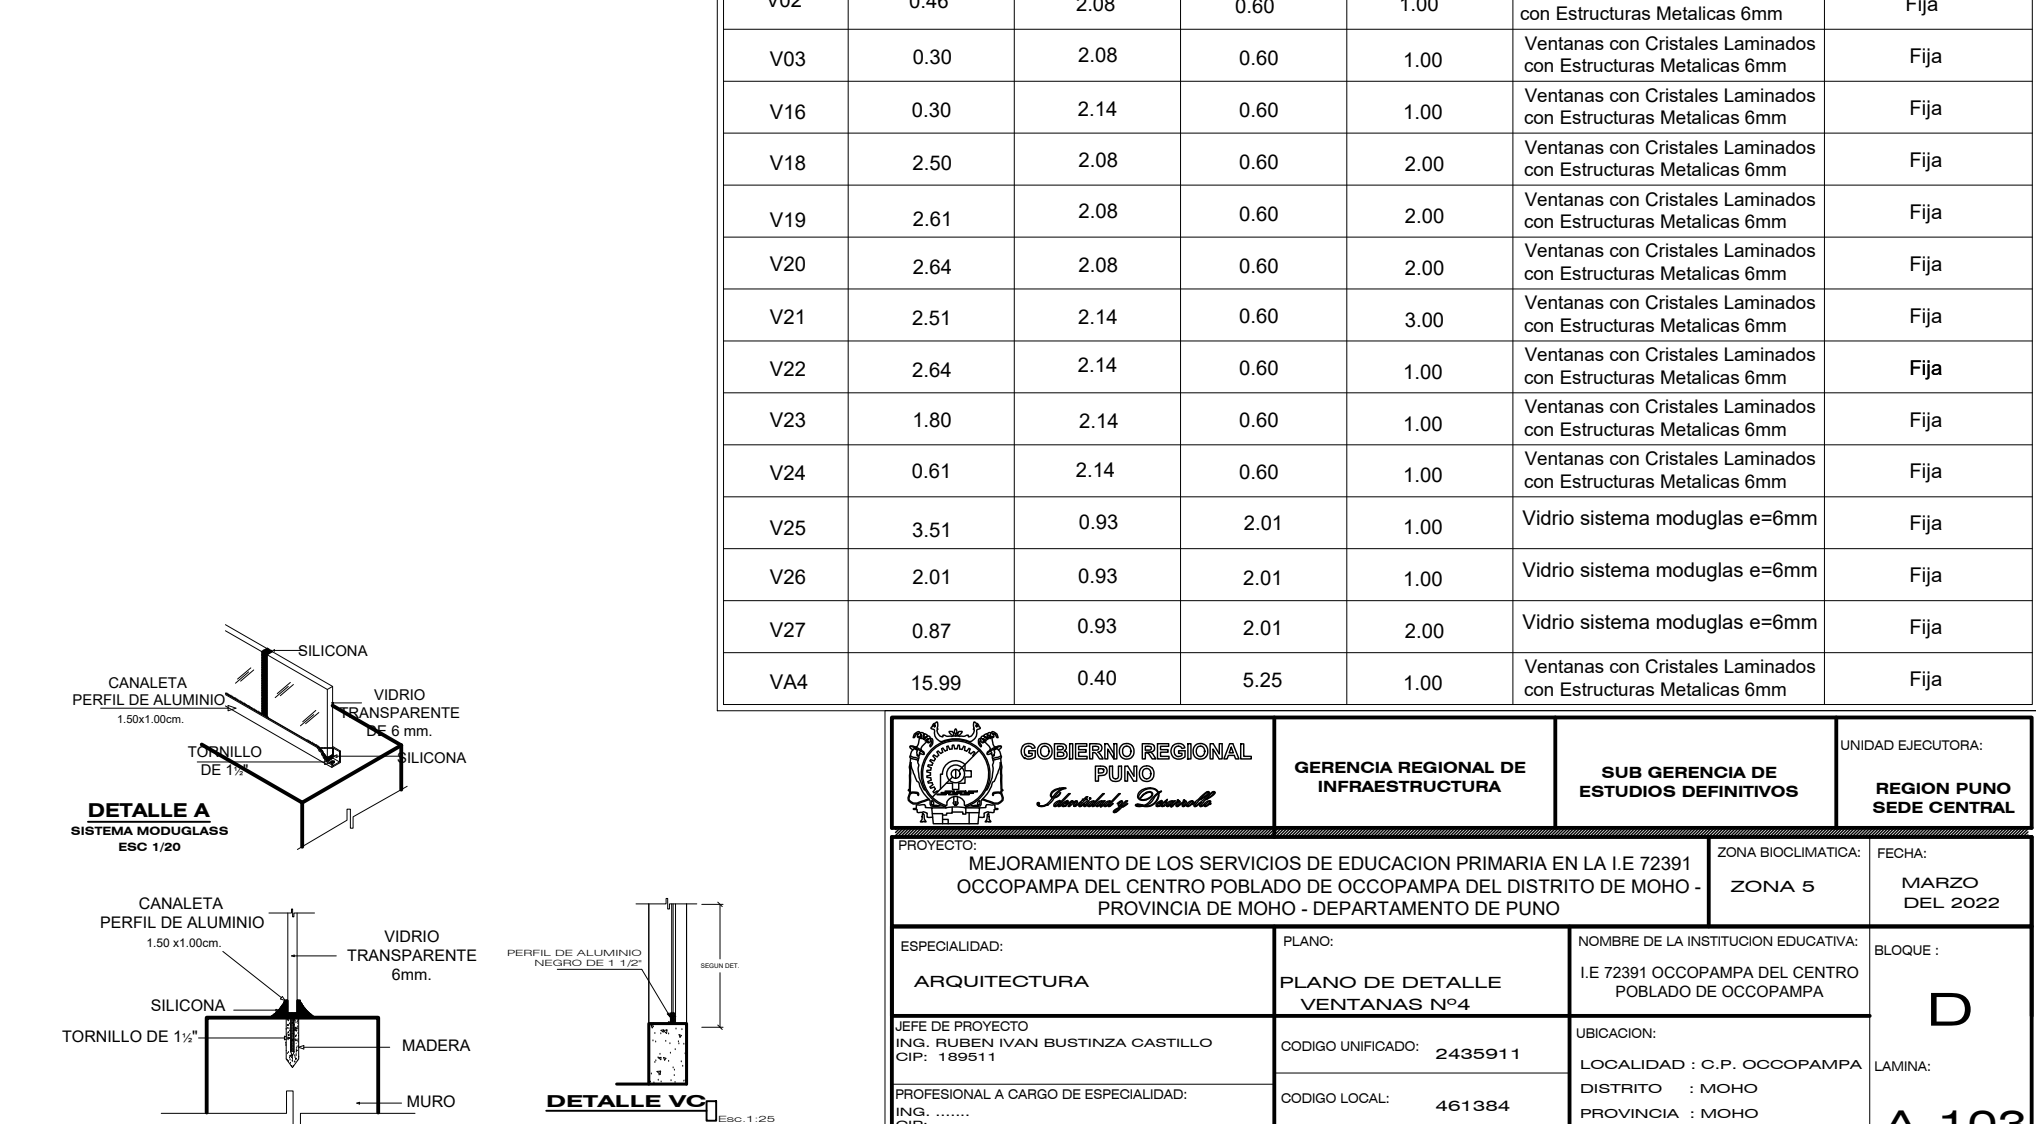 V02 0.46 2.08 0.60 1.00 con Estructuras Metalicas 6mm Fija
V03 0.30 2.08 0.60 1.00 Ventanas con Cristales Laminados con Estructuras Metalicas 6mm Fija
V16 0.30 2.14 0.60 1.00 Ventanas con Cristales Laminados con Estructuras Metalicas 6mm Fija
V18 2.50 2.08 0.60 2.00 Ventanas con Cristales Laminados con Estructuras Metalicas 6mm Fija
V19 2.61 2.08 0.60 2.00 Ventanas con Cristales Laminados con Estructuras Metalicas 6mm Fija
V20 2.64 2.08 0.60 2.00 Ventanas con Cristales Laminados con Estructuras Metalicas 6mm Fija
V21 2.51 2.14 0.60 3.00 Ventanas con Cristales Laminados con Estructuras Metalicas 6mm Fija
V22 2.64 2.14 0.60 1.00 Ventanas con Cristales Laminados con Estructuras Metalicas 6mm Fija
V23 1.80 2.14 0.60 1.00 Ventanas con Cristales Laminados con Estructuras Metalicas 6mm Fija
V24 0.61 2.14 0.60 1.00 Ventanas con Cristales Laminados con Estructuras Metalicas 6mm Fija
V25 3.51 0.93 2.01 1.00 Vidrio sistema moduglas e=6mm Fija
V26 2.01 0.93 2.01 1.00 Vidrio sistema moduglas e=6mm Fija
V27 0.87 0.93 2.01 2.00 Vidrio sistema moduglas e=6mm Fija
VA4 15.99 0.40 5.25 1.00 Ventanas con Cristales Laminados con Estructuras Metalicas 6mm Fija
SILICONA
CANALETA
PERFIL DE ALUMINIO
1.50x1.00cm.
VIDRIO
TRANSPARENTE
DE 6 mm.
TORNILLO
DE 1½"
SILICONA
DETALLE A
SISTEMA MODUGLASS
ESC 1/20
CANALETA
PERFIL DE ALUMINIO
1.50 x1.00cm.
VIDRIO
TRANSPARENTE
6mm.
SILICONA
TORNILLO DE 1½"
MADERA
MURO
PERFIL DE ALUMINIO
NEGRO DE 1 1/2"
SEGUN DET.
DETALLE VC
Esc.1:25
GOBIERNO REGIONAL
PUNO
Identidad y Desarrollo
GERENCIA REGIONAL DE
INFRAESTRUCTURA
SUB GERENCIA DE
ESTUDIOS DEFINITIVOS
UNIDAD EJECUTORA:
REGION PUNO
SEDE CENTRAL
PROYECTO:
MEJORAMIENTO DE LOS SERVICIOS DE EDUCACION PRIMARIA EN LA I.E 72391
OCCOPAMPA DEL CENTRO POBLADO DE OCCOPAMPA DEL DISTRITO DE MOHO -
PROVINCIA DE MOHO - DEPARTAMENTO DE PUNO
ZONA BIOCLIMATICA:
ZONA 5
FECHA:
MARZO
DEL 2022
ESPECIALIDAD:
ARQUITECTURA
PLANO:
PLANO DE DETALLE
VENTANAS Nº4
NOMBRE DE LA INSTITUCION EDUCATIVA:
I.E 72391 OCCOPAMPA DEL CENTRO
POBLADO DE OCCOPAMPA
BLOQUE :
D
JEFE DE PROYECTO
ING. RUBEN IVAN BUSTINZA CASTILLO
CIP: 189511
CODIGO UNIFICADO: 2435911
UBICACION:
LOCALIDAD : C.P. OCCOPAMPA
DISTRITO : MOHO
PROVINCIA : MOHO
LAMINA:
A-103
PROFESIONAL A CARGO DE ESPECIALIDAD:
ING. .......
CIP:
CODIGO LOCAL: 461384